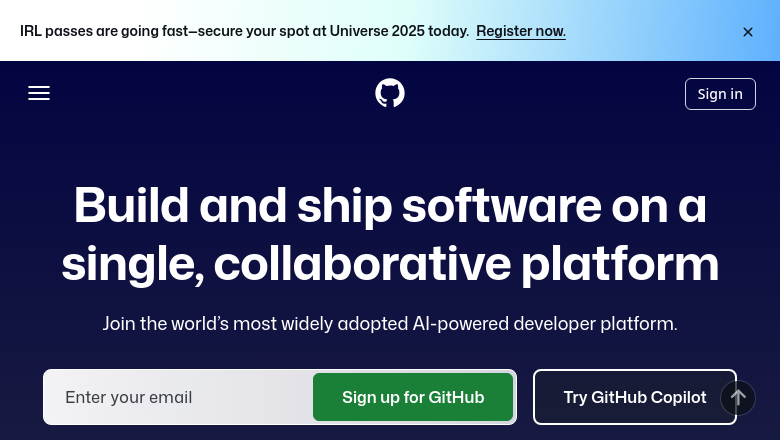 IRL passes are going fast—secure your spot at Universe 2025 today. Register now.
Sign in
Build and ship software on a
single, collaborative platform
Join the world’s most widely adopted AI-powered developer platform.
Enter your email
Sign up for GitHub
Try GitHub Copilot